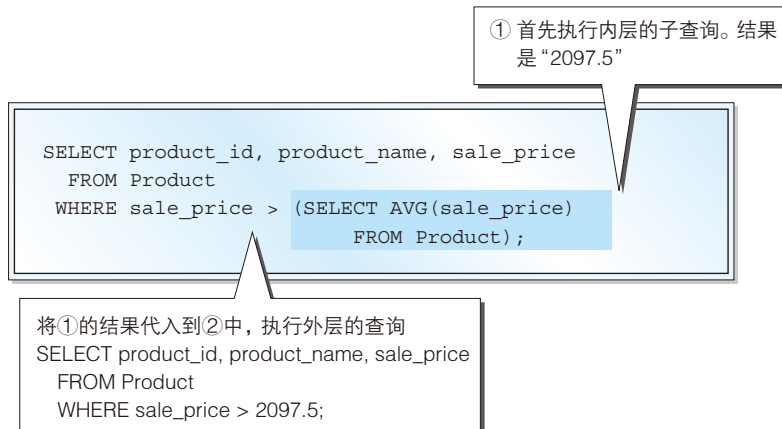 ① 首先执行内层的子查询。结果
是“2097.5”
SELECT product_id, product_name, sale_price
FROM Product
WHERE sale_price > (SELECT AVG(sale_price)
FROM Product);
将①的结果代入到②中，执行外层的查询
SELECT product_id, product_name, sale_price
FROM Product
WHERE sale_price > 2097.5;